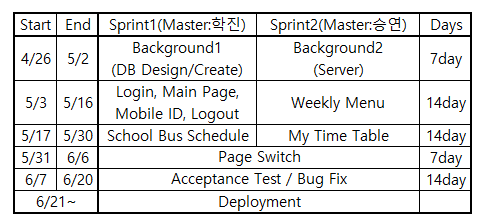 Start End Sprint1(Master:학진) Sprint2(Master:승연) Days
4/26 5/2 Background1 (DB Design/Create) Background2 (Server) 7day
5/3 5/16 Login, Main Page, Mobile ID, Logout Weekly Menu 14day
5/17 5/30 School Bus Schedule My Time Table 14day
5/31 6/6 Page Switch 7day
6/7 6/20 Acceptance Test / Bug Fix 14day
6/21~ Deployment